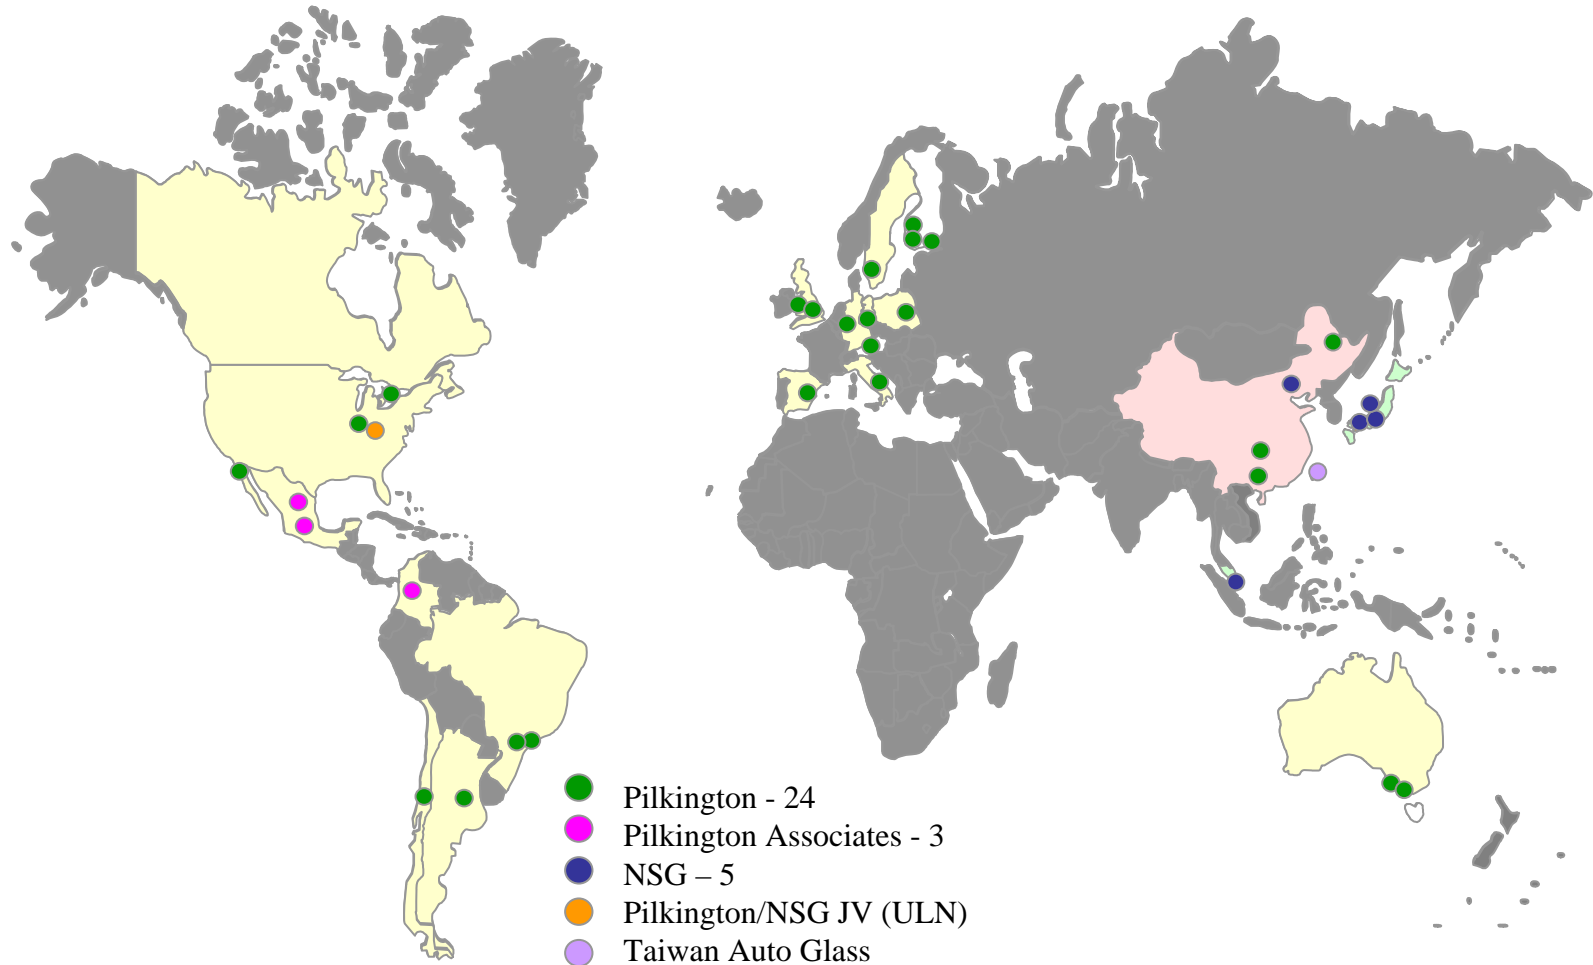 Pilkington - 24
Pilkington Associates - 3
NSG – 5
Pilkington/NSG JV (ULN)
Taiwan Auto Glass